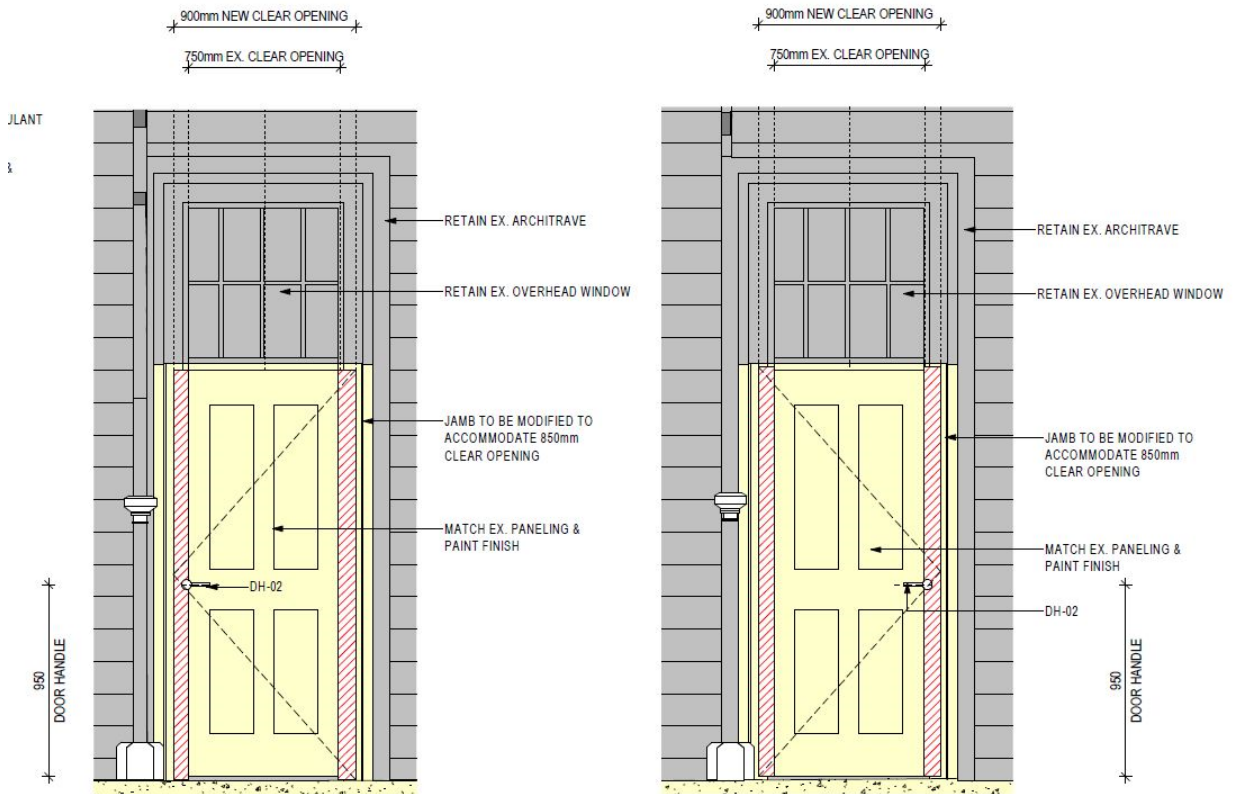 900mm NEW CLEAR OPENING
750mm EX. CLEAR OPENING
ULANT
&
RETAIN EX. ARCHITRAVE
RETAIN EX. OVERHEAD WINDOW
JAMB TO BE MODIFIED TO
ACCOMMODATE 850mm
CLEAR OPENING
MATCH EX. PANELING &
PAINT FINISH
DH-02
950
DOOR HANDLE
900mm NEW CLEAR OPENING
750mm EX. CLEAR OPENING
RETAIN EX. ARCHITRAVE
RETAIN EX. OVERHEAD WINDOW
JAMB TO BE MODIFIED TO
ACCOMMODATE 850mm
CLEAR OPENING
MATCH EX. PANELING &
PAINT FINISH
DH-02
950
DOOR HANDLE